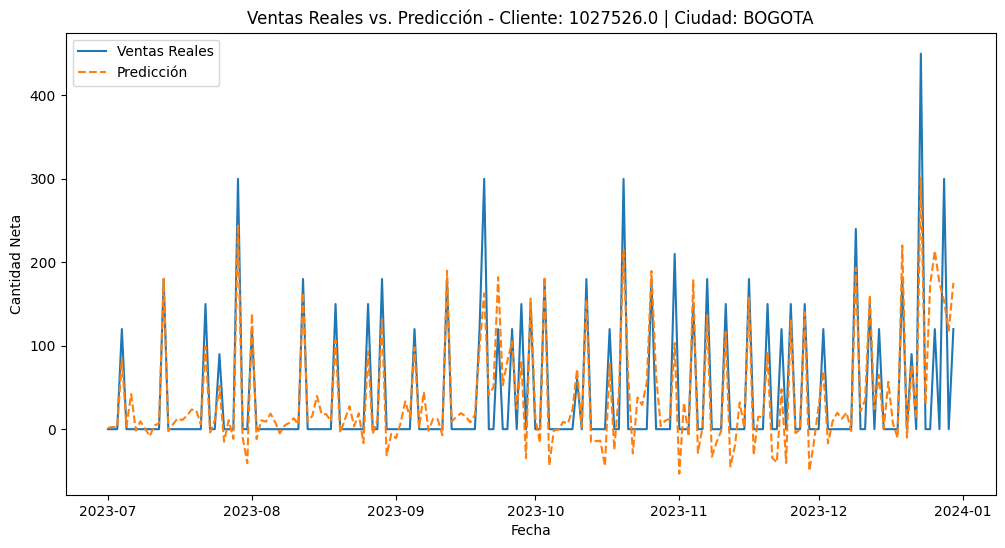 Ventas Reales vs. Predicción - Cliente: 1027526.0 | Ciudad: BOGOTA
Ventas Reales
Predicción
Cantidad Neta
400
300
200
100
0
2023-07 2023-08 2023-09 2023-10 2023-11 2023-12 2024-01
Fecha